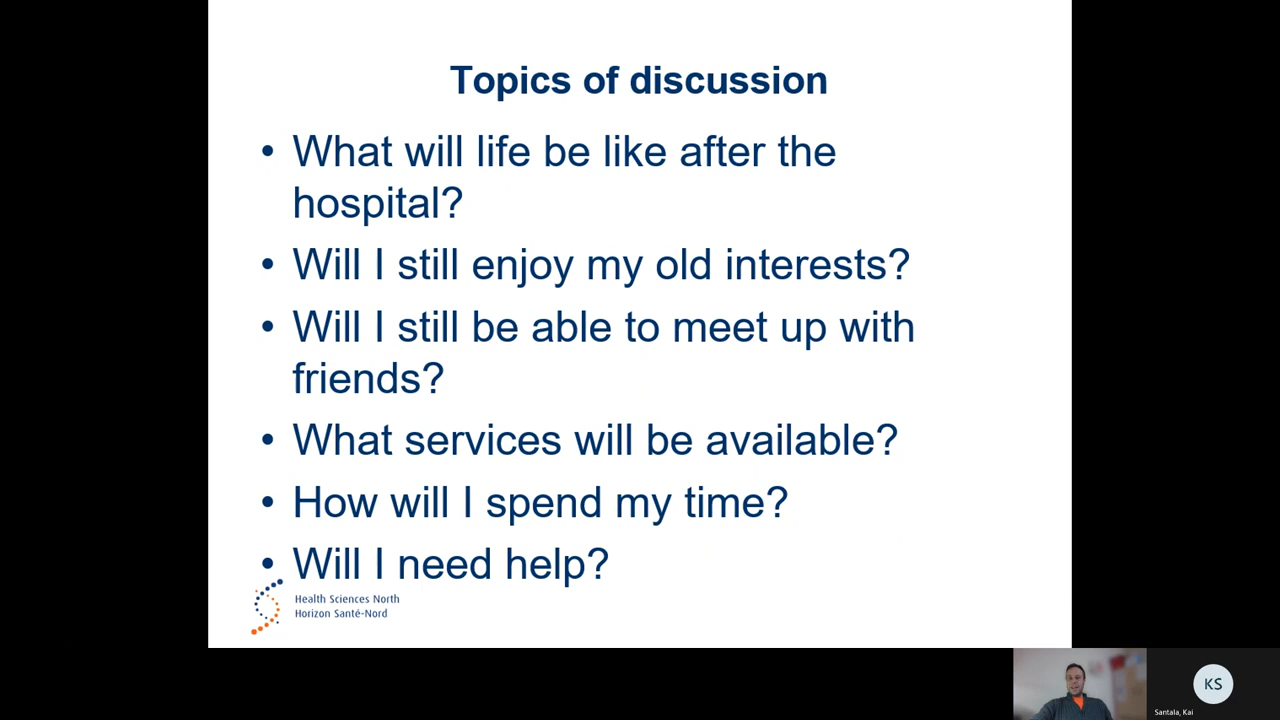 Topics of discussion
• What will life be like after the
hospital?
• Will I still enjoy my old interests?
• Will I still be able to meet up with
friends?
• What services will be available?
• How will I spend my time?
• Will I need help?
Health Sciences North
Horizon Santé-Nord
KS
Santala, Kai